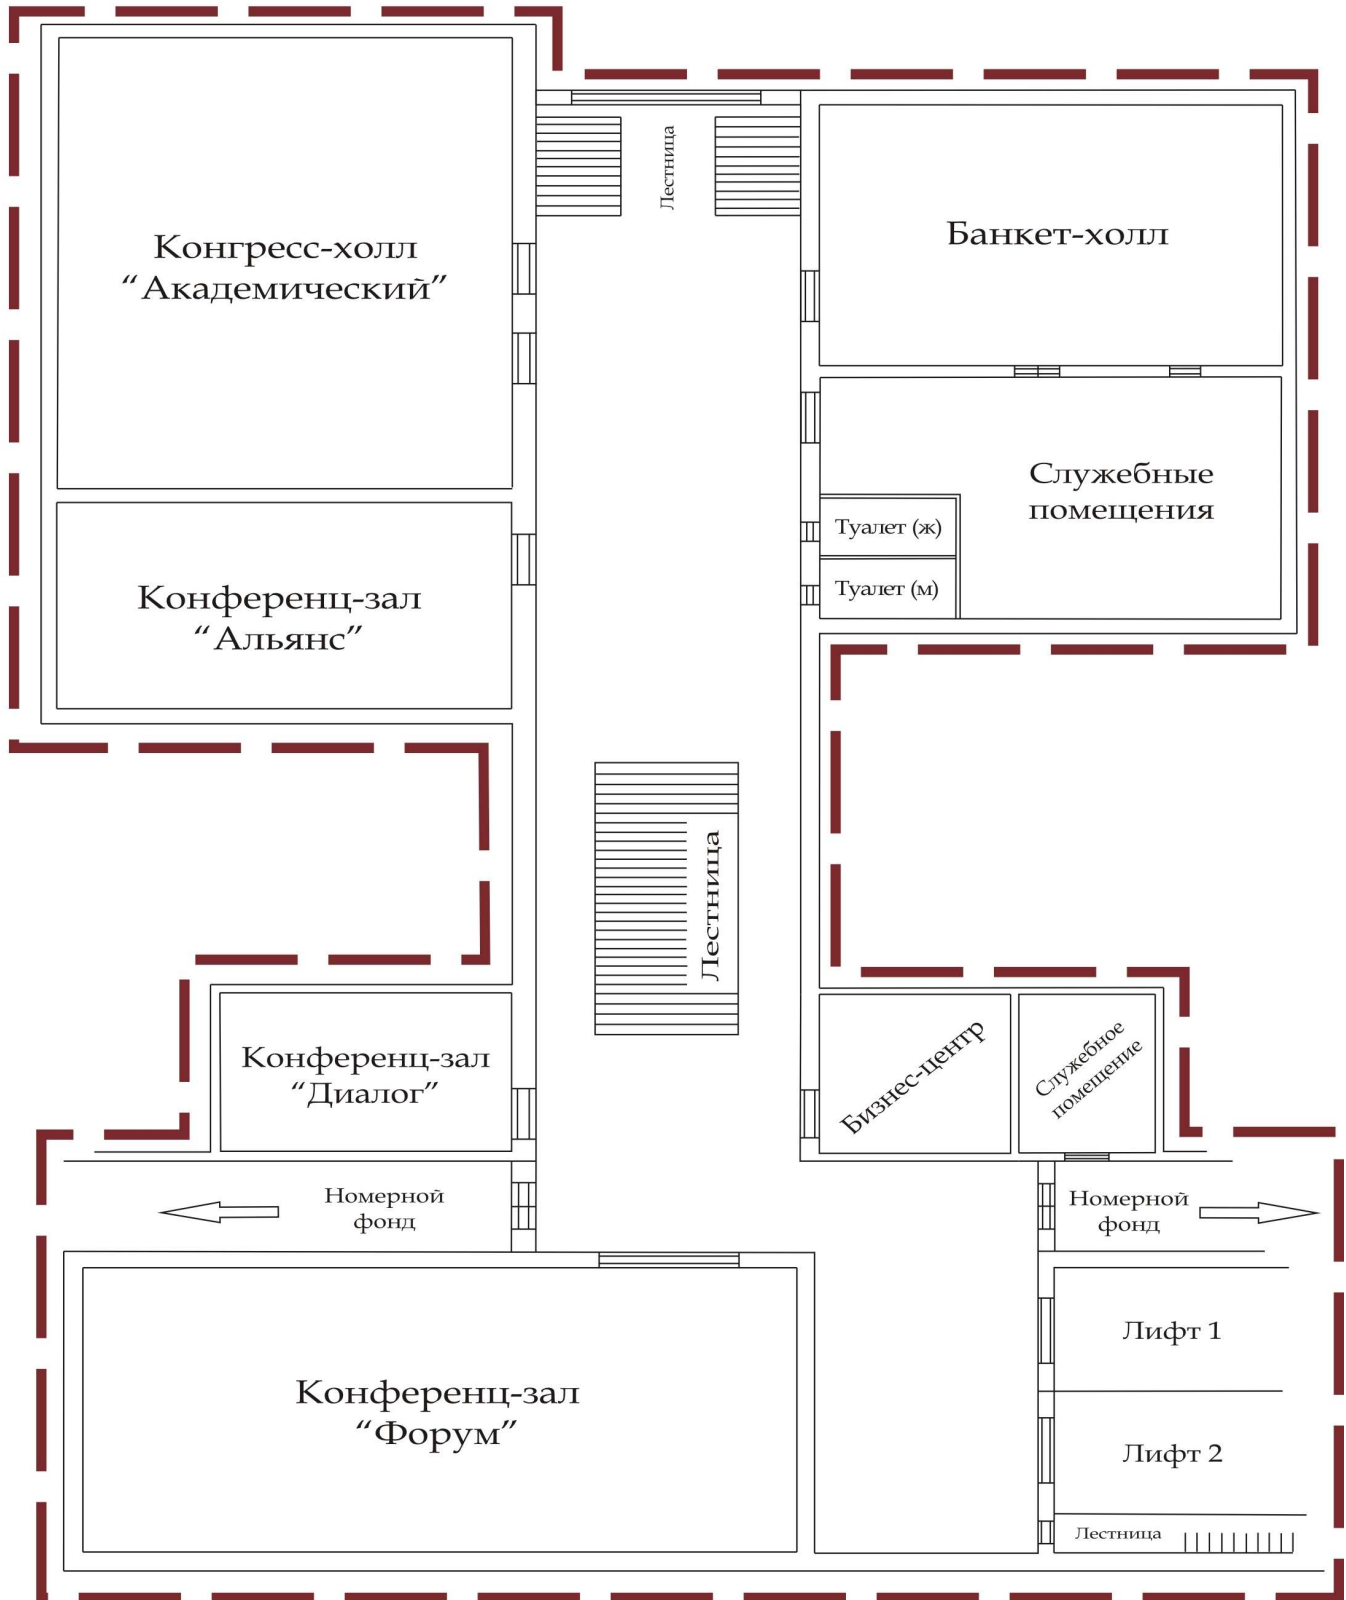 Лестница
Конгресс-холл
“Академический”
Банкет-холл
Служебные
помещения
Туалет (ж)
Туалет (м)
Конференц-зал
“Альянс”
Лестница
Конференц-зал
“Диалог”
Бизнес-центр
Служебное
помещение
Номерной
фонд
Номерной
фонд
Лифт 1
Конференц-зал
“Форум”
Лифт 2
Лестница